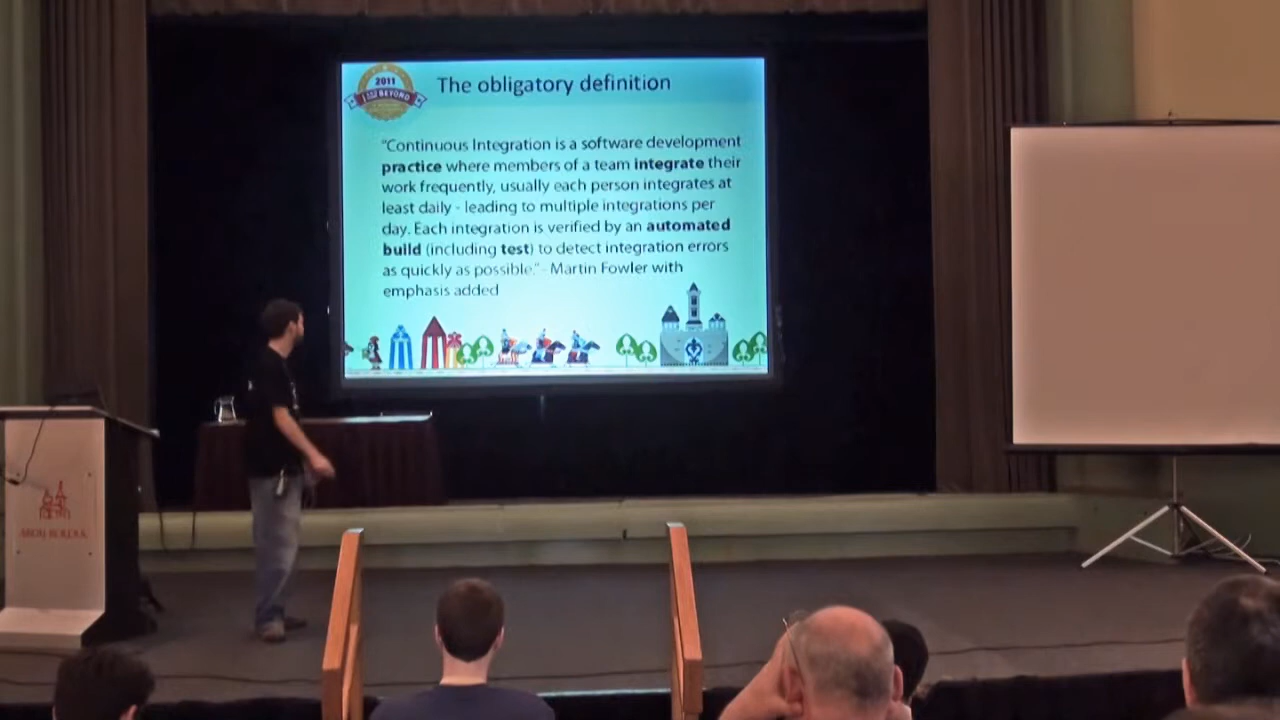 2011
BEYOND
The obligatory definition
"Continuous Integration is a software development
practice where members of a team integrate their
work frequently, usually each person integrates at
least daily - leading to multiple integrations per
day. Each integration is verified by an automated
build (including test) to detect integration errors
as quickly as possible." - Martin Fowler with
emphasis added